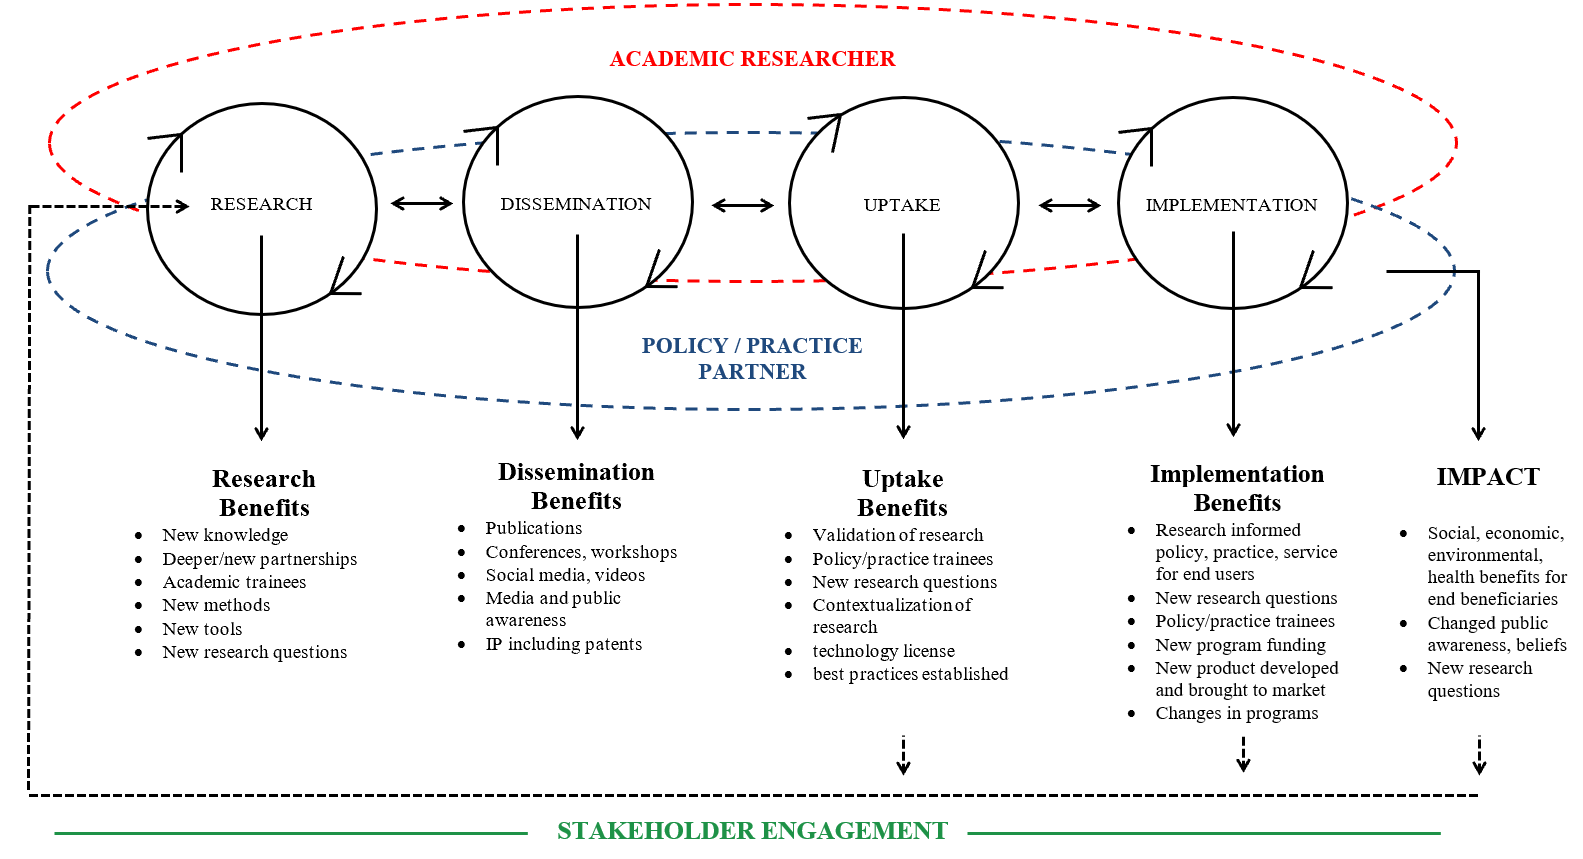 ACADEMIC RESEARCHER
RESEARCH
DISSEMINATION
UPTAKE
IMPLEMENTATION
POLICY / PRACTICE
PARTNER
Research
Benefits
• New knowledge
• Deeper/new partnerships
• Academic trainees
• New methods
• New tools
• New research questions
Dissemination
Benefits
• Publications
• Conferences, workshops
• Social media, videos
• Media and public
awareness
• IP including patents
Uptake
Benefits
• Validation of research
• Policy/practice trainees
• New research questions
• Contextualization of
research
• technology license
• best practices established
Implementation
Benefits
• Research informed
policy, practice, service
for end users
• New research questions
• Policy/practice trainees
• New program funding
• New product developed
and brought to market
• Changes in programs
IMPACT
• Social, economic,
environmental,
health benefits for
end beneficiaries
• Changed public
awareness, beliefs
• New research
questions
STAKEHOLDER ENGAGEMENT